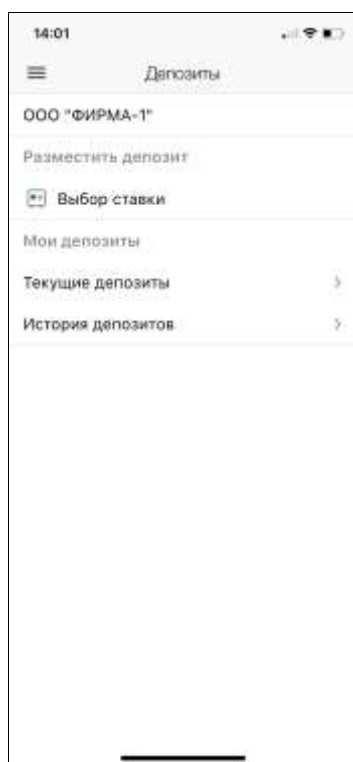 14:01
Депозиты
ООО "ФИРМА-1"
Разместить депозит
Выбор ставки
Мои депозиты
Текущие депозиты
История депозитов